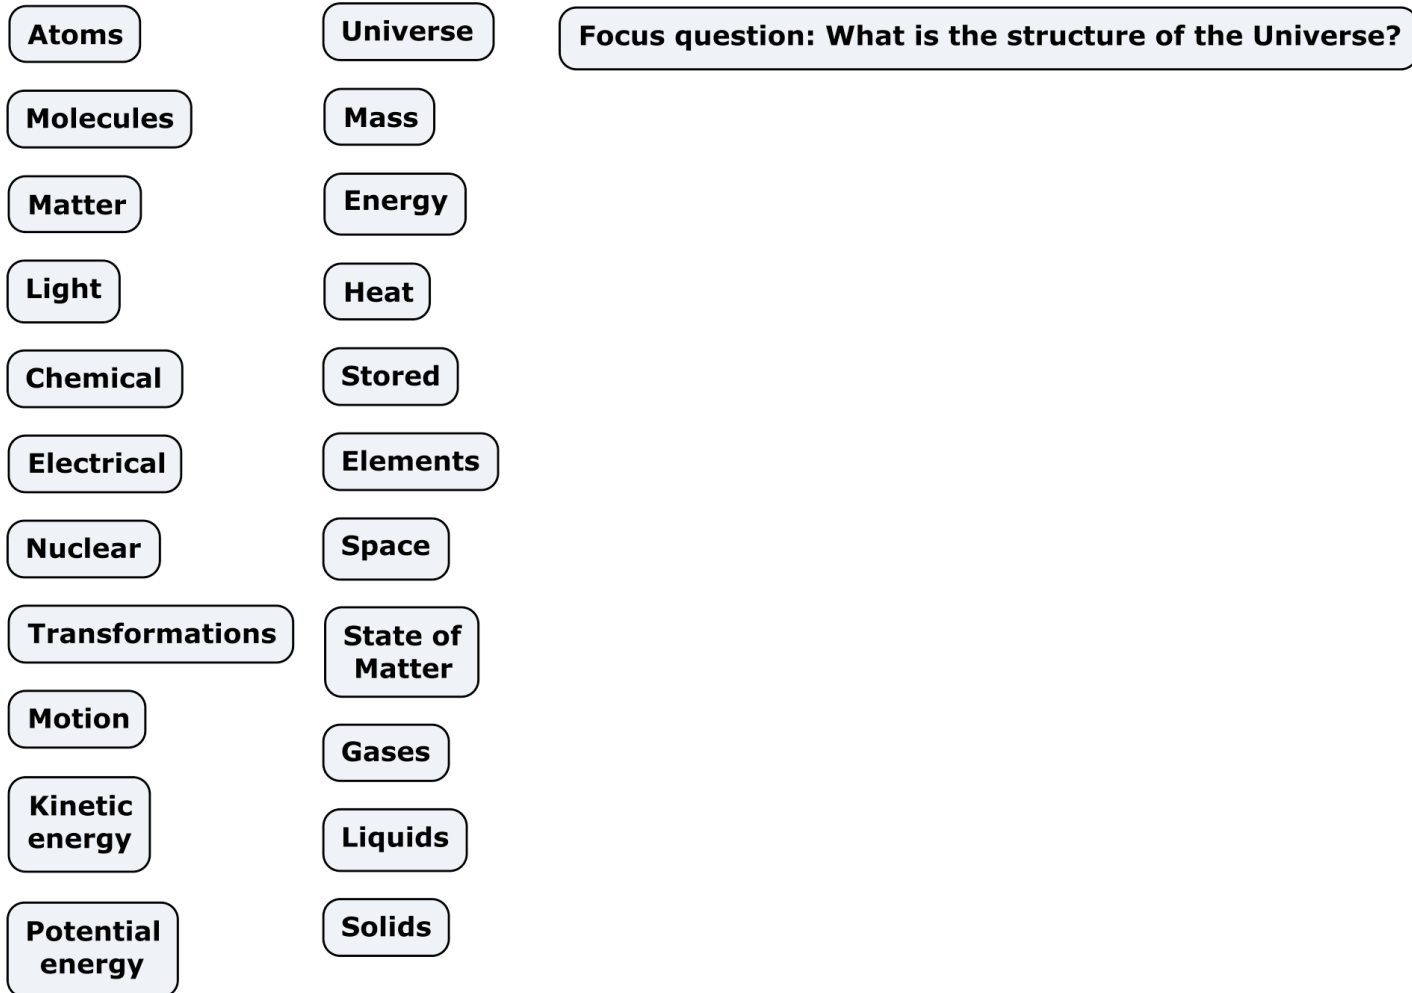 Atoms
Molecules
Matter
Light
Chemical
Electrical
Nuclear
Transformations
Motion
Kinetic
energy
Potential
energy
Universe
Mass
Energy
Heat
Stored
Elements
Space
State of
Matter
Gases
Liquids
Solids
Focus question: What is the structure of the Universe?